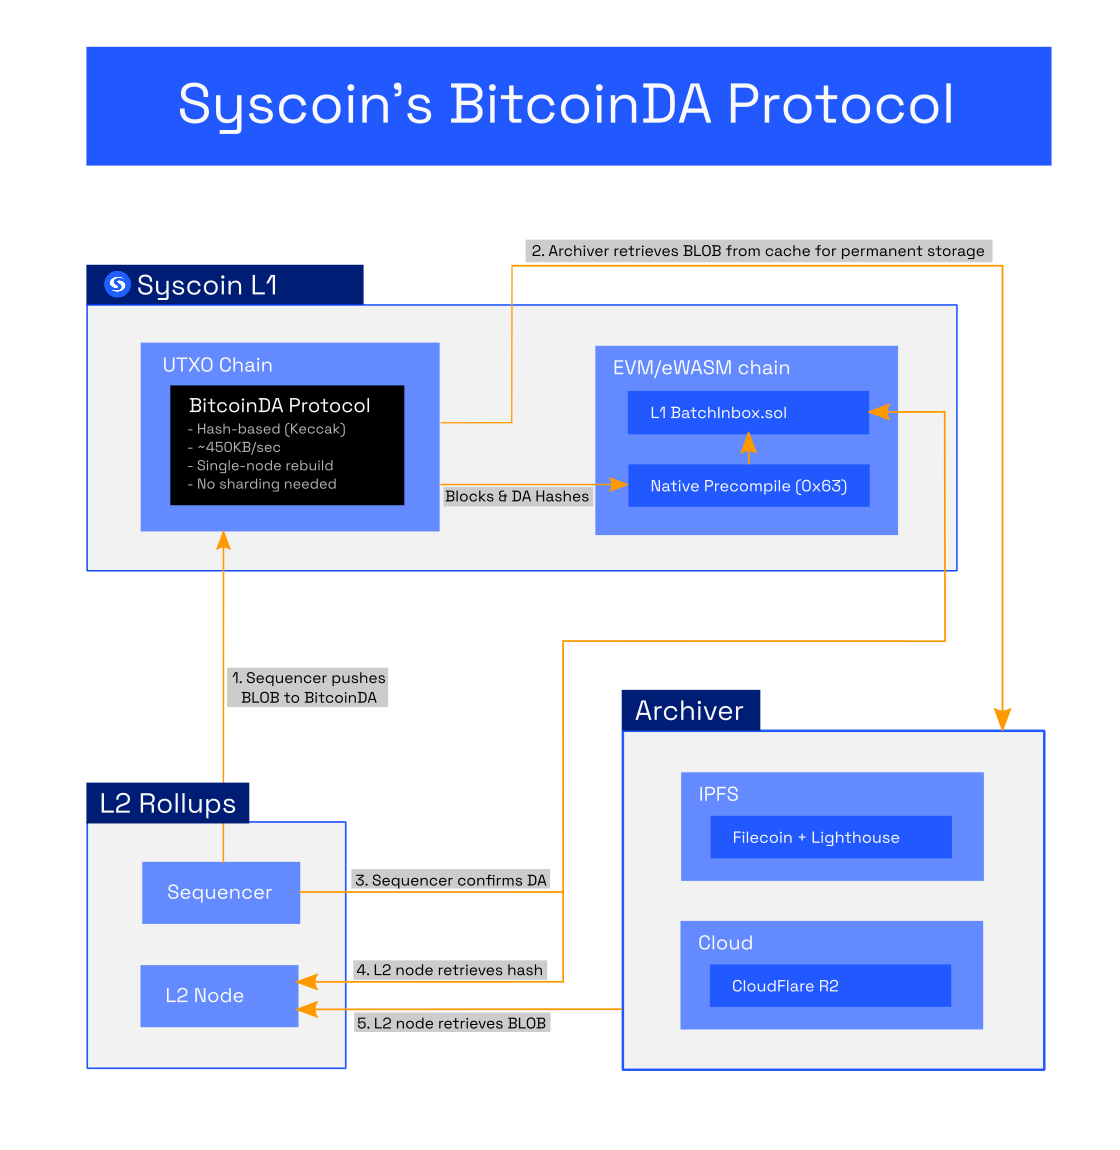 Syscoin's BitcoinDA Protocol
2. Archiver retrieves BLOB from cache for permanent storage
Syscoin L1
UTXO Chain
BitcoinDA Protocol
- Hash-based (Keccak)
- ~450KB/sec
- Single-node rebuild
- No sharding needed
Blocks & DA Hashes
EVM/eWASM chain
L1 BatchInbox.sol
Native Precompile (0x63)
1. Sequencer pushes
BLOB to BitcoinDA
L2 Rollups
Sequencer
L2 Node
3. Sequencer confirms DA
4. L2 node retrieves hash
5. L2 node retrieves BLOB
Archiver
IPFS
Filecoin + Lighthouse
Cloud
CloudFlare R2